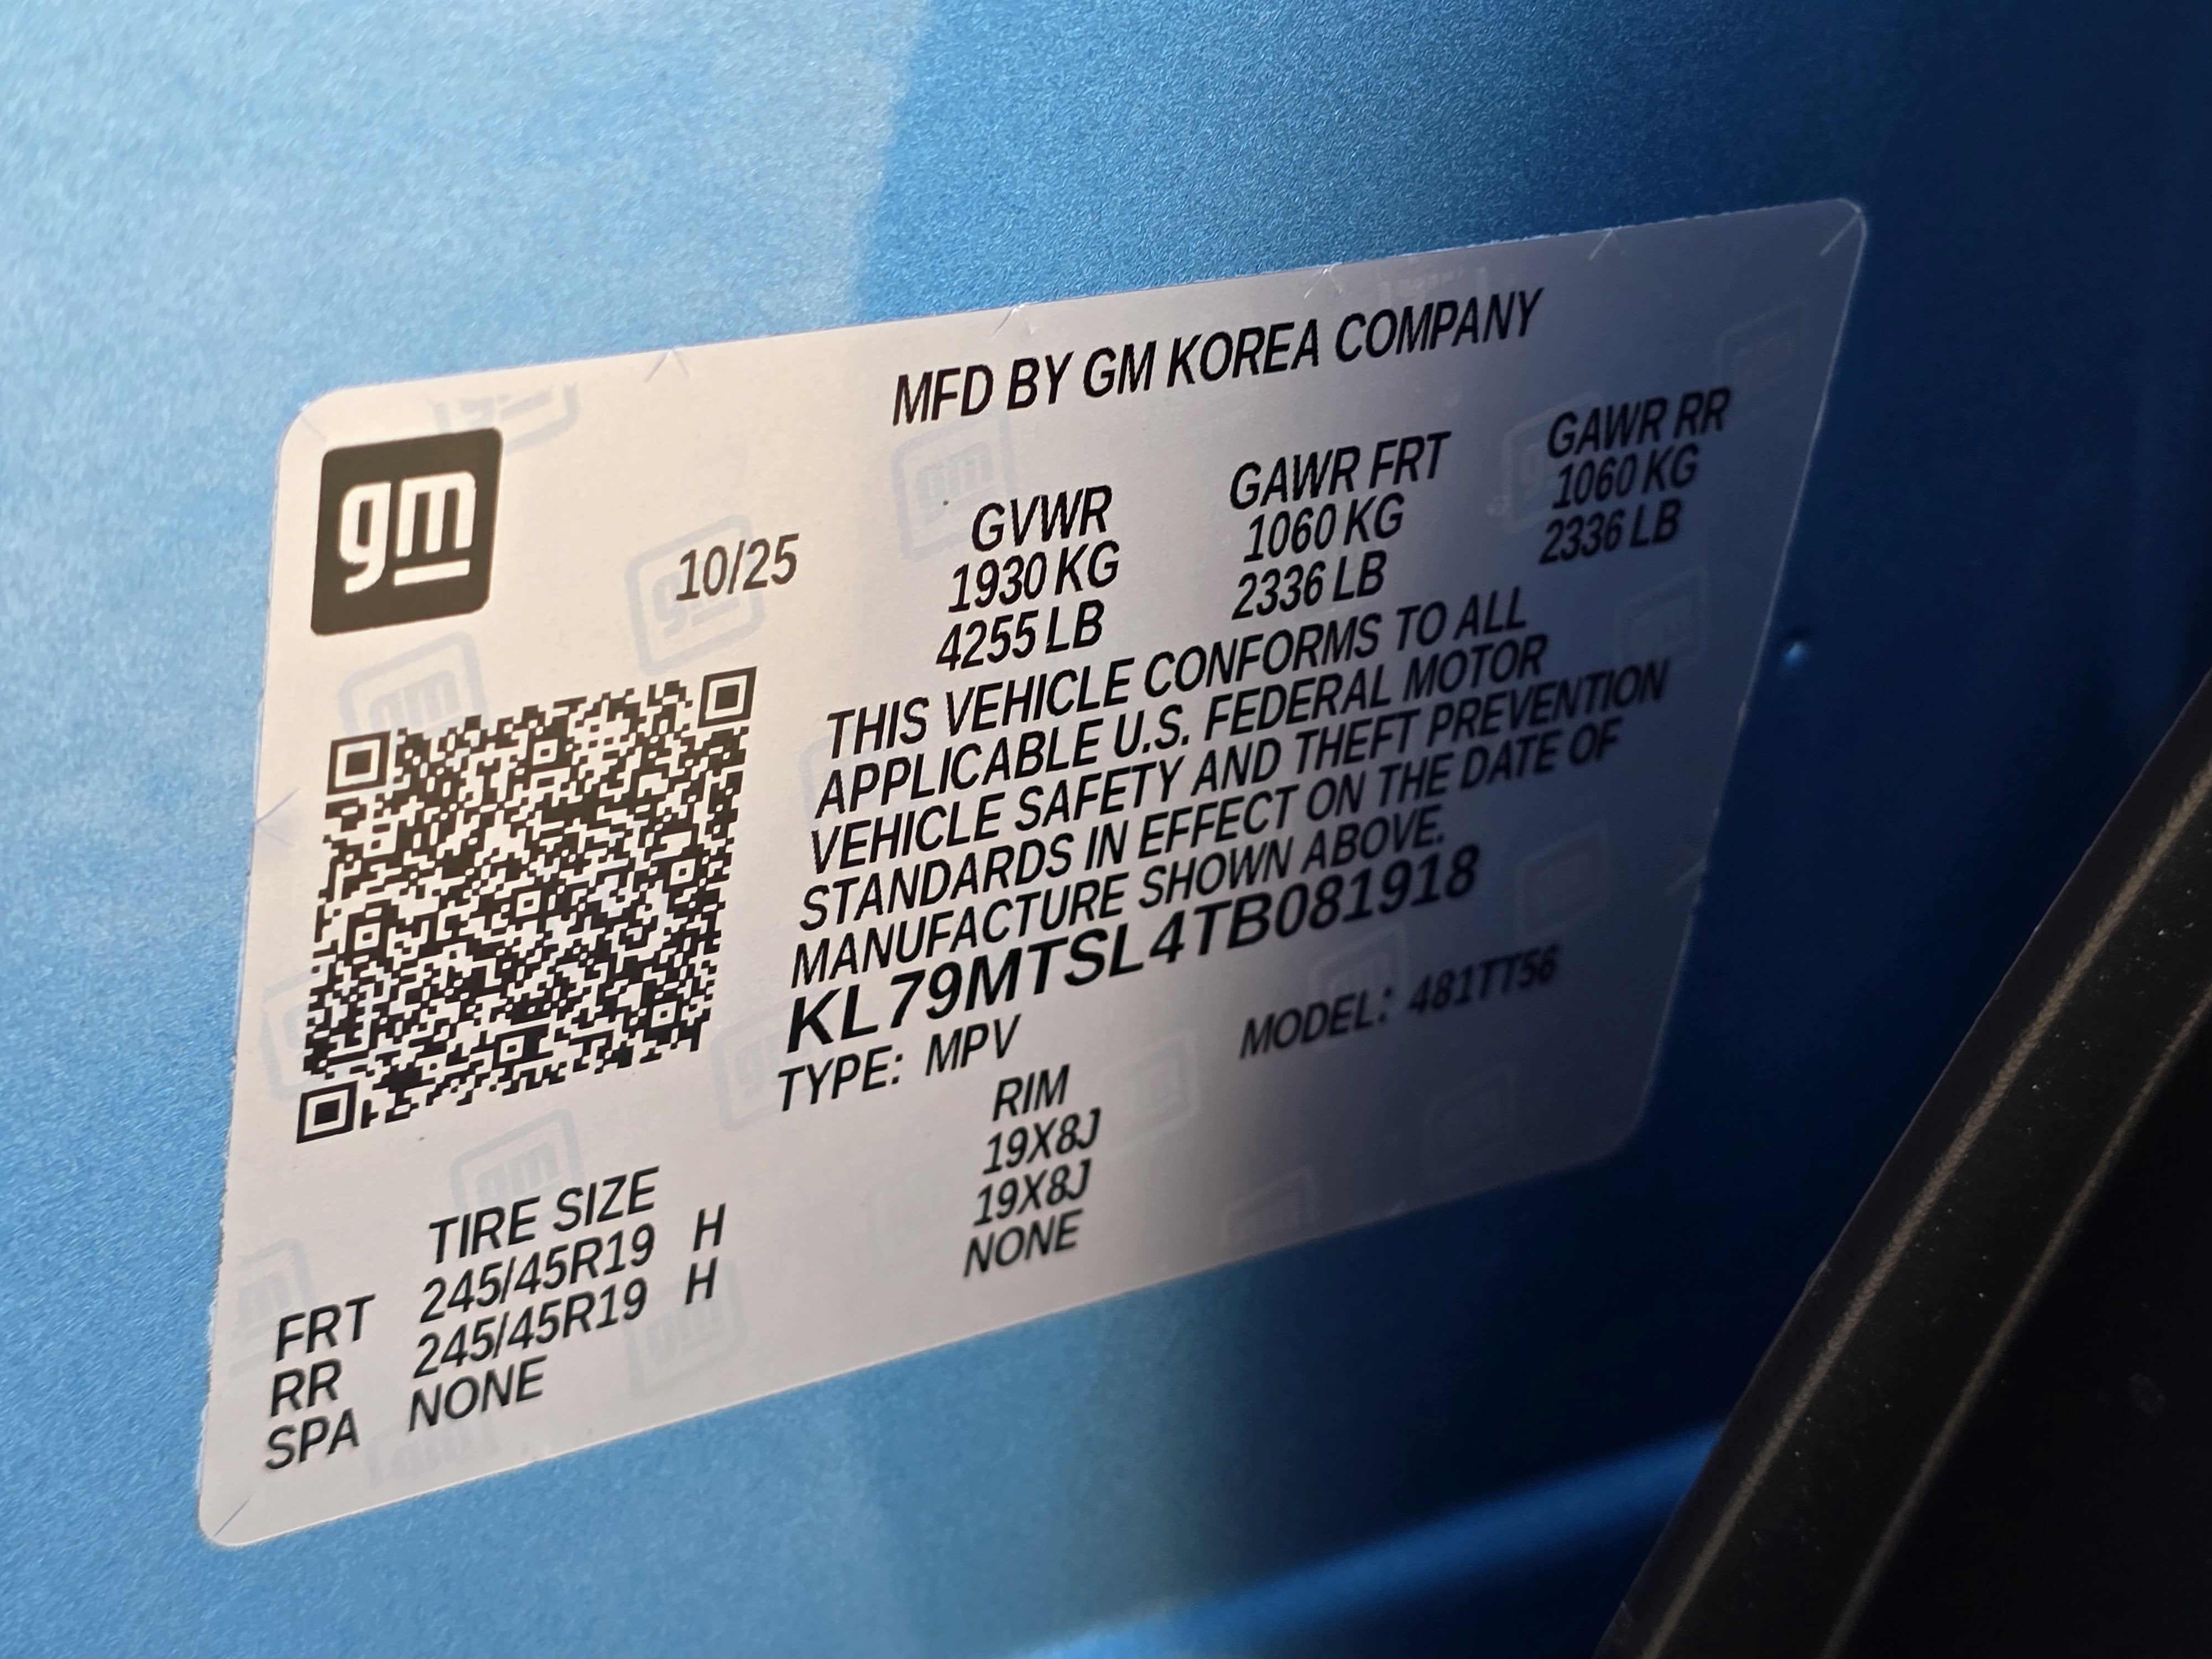 gm
MFD BY GM KOREA COMPANY
10/25
GVWR GAWR FRT GAWR RR
1930 KG 1060 KG 1060 KG
4255 LB 2336 LB 2336 LB
THIS VEHICLE CONFORMS TO ALL
APPLICABLE U.S. FEDERAL MOTOR
VEHICLE SAFETY AND THEFT PREVENTION
STANDARDS IN EFFECT ON THE DATE OF
MANUFACTURE SHOWN ABOVE.
KL79MTSL4TB081918
TYPE: MPV MODEL: 481TT56
TIRE SIZE RIM
FRT 245/45R19 H 19X8J
RR 245/45R19 H 19X8J
SPA NONE NONE